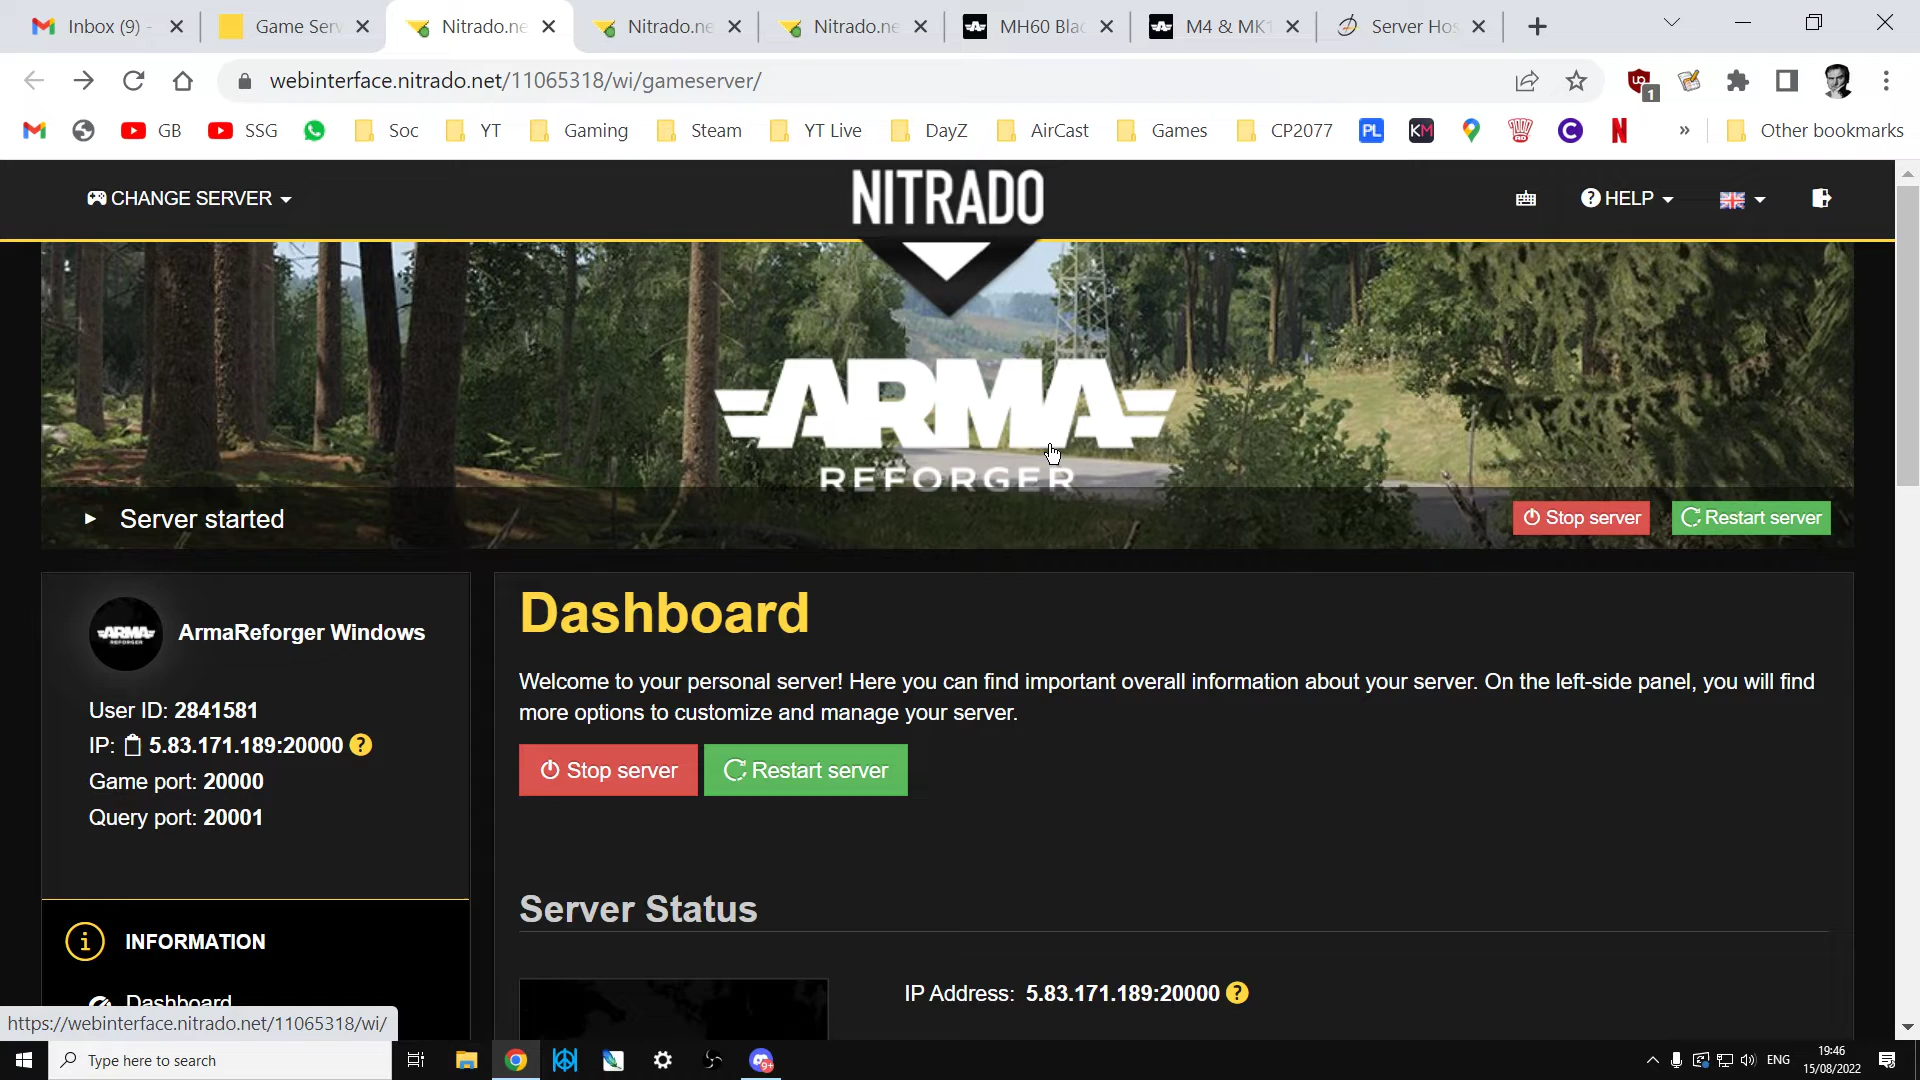 Inbox (9) -
Game Serv
Nitrado.ne
Nitrado.ne
Nitrado.ne
MH60 Blac
M4 & MK1
Server Hos
webinterface.nitrado.net/11065318/wi/gameserver/
1
GB
SSG
Soc
YT
Gaming
Steam
YT Live
DayZ
AirCast
Games
PL
CP2077
KM
C
N
»
Other bookmarks
CHANGE SERVER
NITRADO
HELP
ARMA
REFORGER
Server started
Stop server
Restart server
ARMA
REFORGER
ArmaReforger Windows
User ID: 2841581
IP: 5.83.171.189:20000 ?
Game port: 20000
Query port: 20001
INFORMATION
Dashboard
Dashboard
Welcome to your personal server! Here you can find important overall information about your server. On the left-side panel, you will find
more options to customize and manage your server.
Stop server
Restart server
Server Status
IP Address: 5.83.171.189:20000 ?
https://webinterface.nitrado.net/11065318/wi/
Type here to search
9+
ENG
19:46
15/08/2022